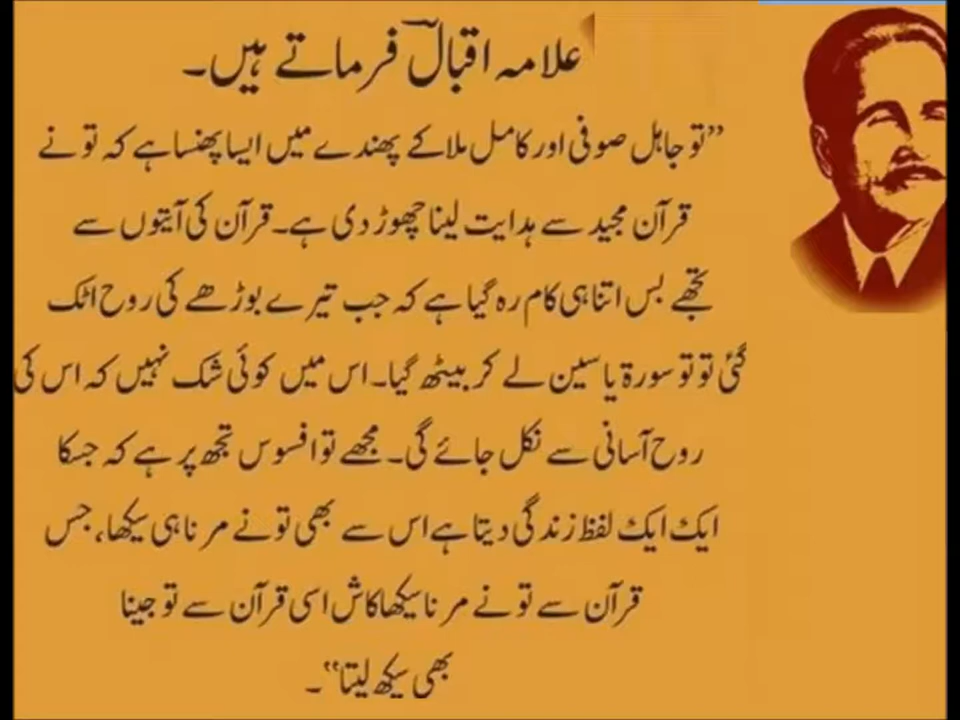 علامہ اقبالؒ فرماتے ہیں۔
”تو جاہل صوفی اور کامل ملا کے پھندے میں ایسا پھنسا ہے کہ تو نے
قرآن مجید سے ہدایت لینا چھوڑ دی ہے۔ قرآن کی آیتوں سے
تجھے بس اتنا ہی کام رہ گیا ہے کہ جب تیرے بوڑھے کی روح اٹک
گئی تو تو سورۃ یاسین لے کر بیٹھ گیا۔ اس میں کوئی شک نہیں کہ اس کی
روح آسانی سے نکل جائے گی۔ مجھے تو افسوس تجھ پر ہے کہ جسکا
ایک ایک لفظ زندگی دیتا ہے اس سے بھی تو نے مرنا ہی سیکھا، جس
قرآن سے تو نے مرنا سیکھا کاش اسی قرآن سے تو جینا
بھی سیکھ لیتا“۔